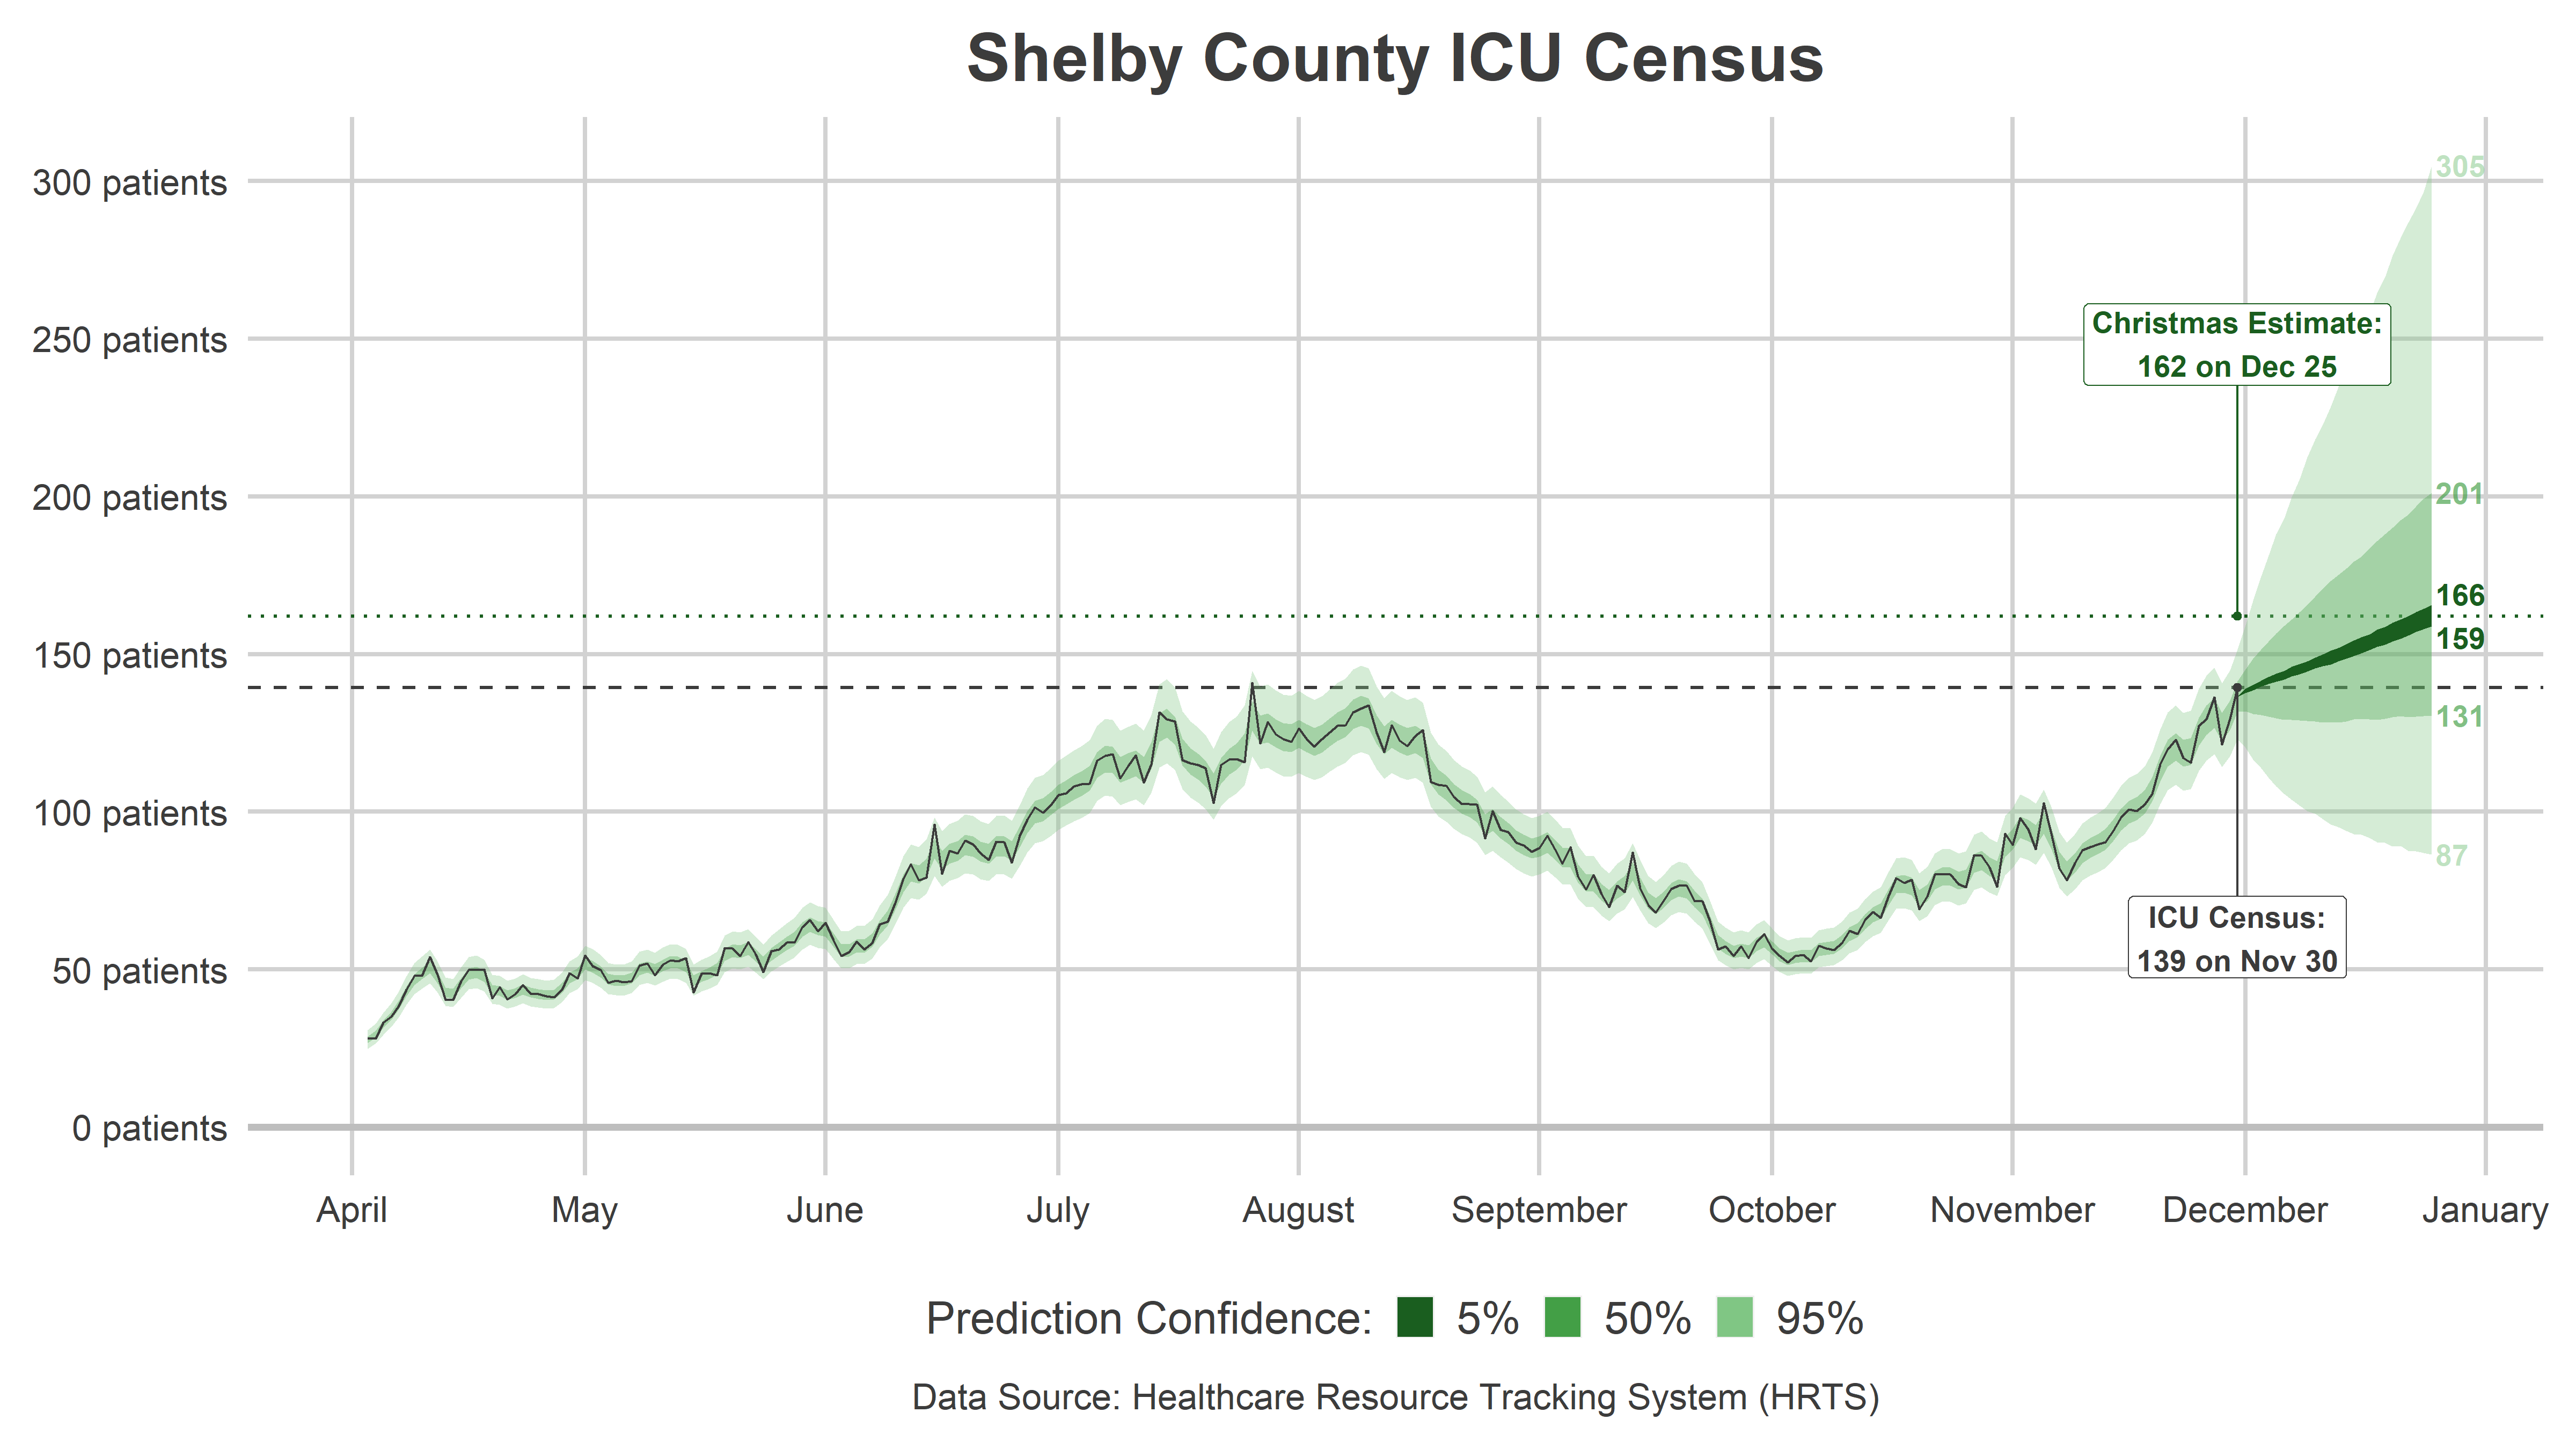 Shelby County ICU Census
300 patients
250 patients
200 patients
150 patients
100 patients
50 patients
0 patients
305
Christmas Estimate:
162 on Dec 25
201
166
159
131
87
ICU Census:
139 on Nov 30
April May June July August September October November December January
Prediction Confidence: 5% 50% 95%
Data Source: Healthcare Resource Tracking System (HRTS)